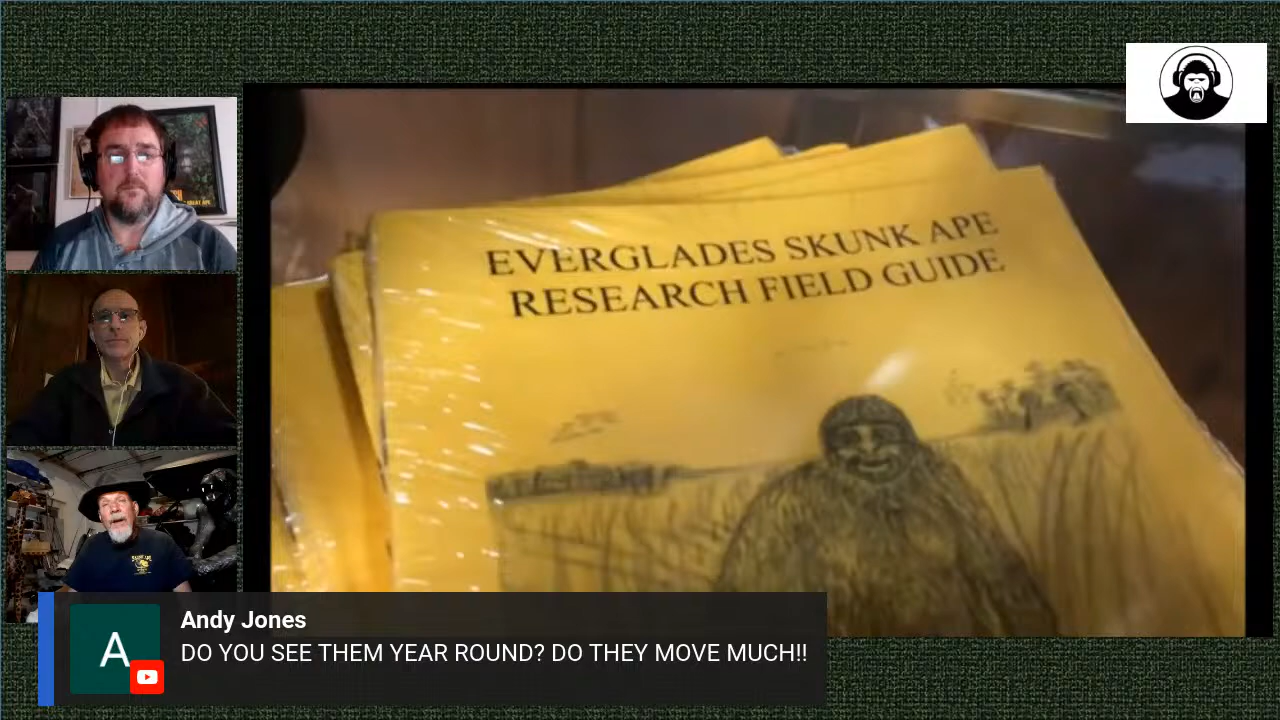 EVERGLADES SKUNK APE
RESEARCH FIELD GUIDE
A
Andy Jones
DO YOU SEE THEM YEAR ROUND? DO THEY MOVE MUCH!!